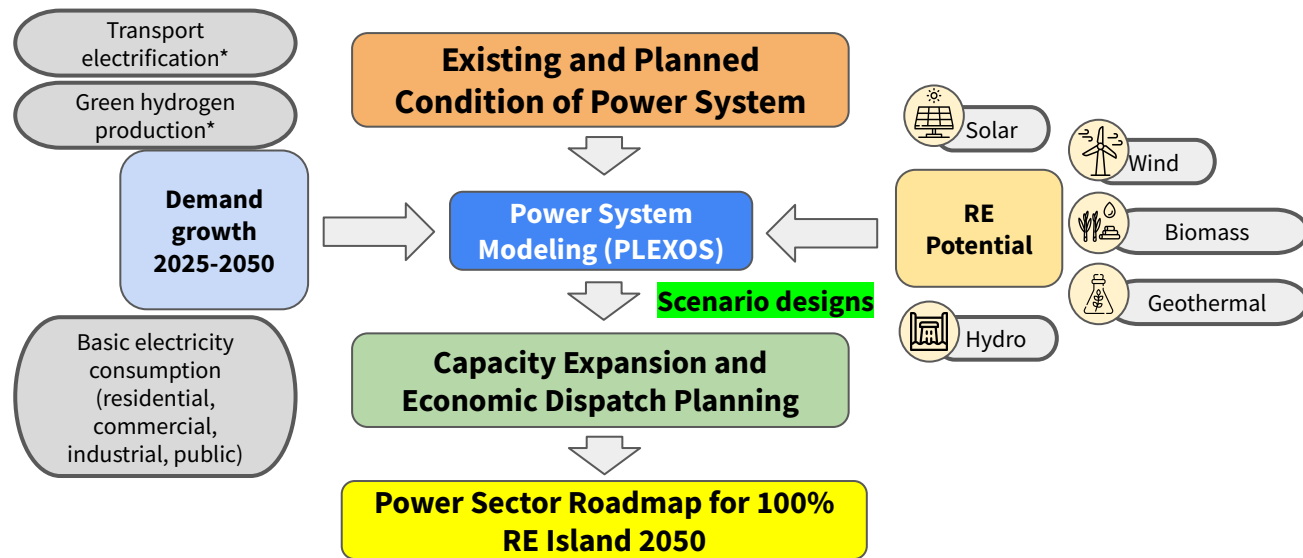 Transport
electrification*
Green hydrogen
production*
Demand
growth
2025-2050
Basic electricity
consumption
(residential,
commercial,
industrial, public)
Existing and Planned
Condition of Power System
Power System
Modeling (PLEXOS)
Scenario designs
Capacity Expansion and
Economic Dispatch Planning
Power Sector Roadmap for 100%
RE Island 2050
RE
Potential
Solar
Wind
Biomass
Geothermal
Hydro